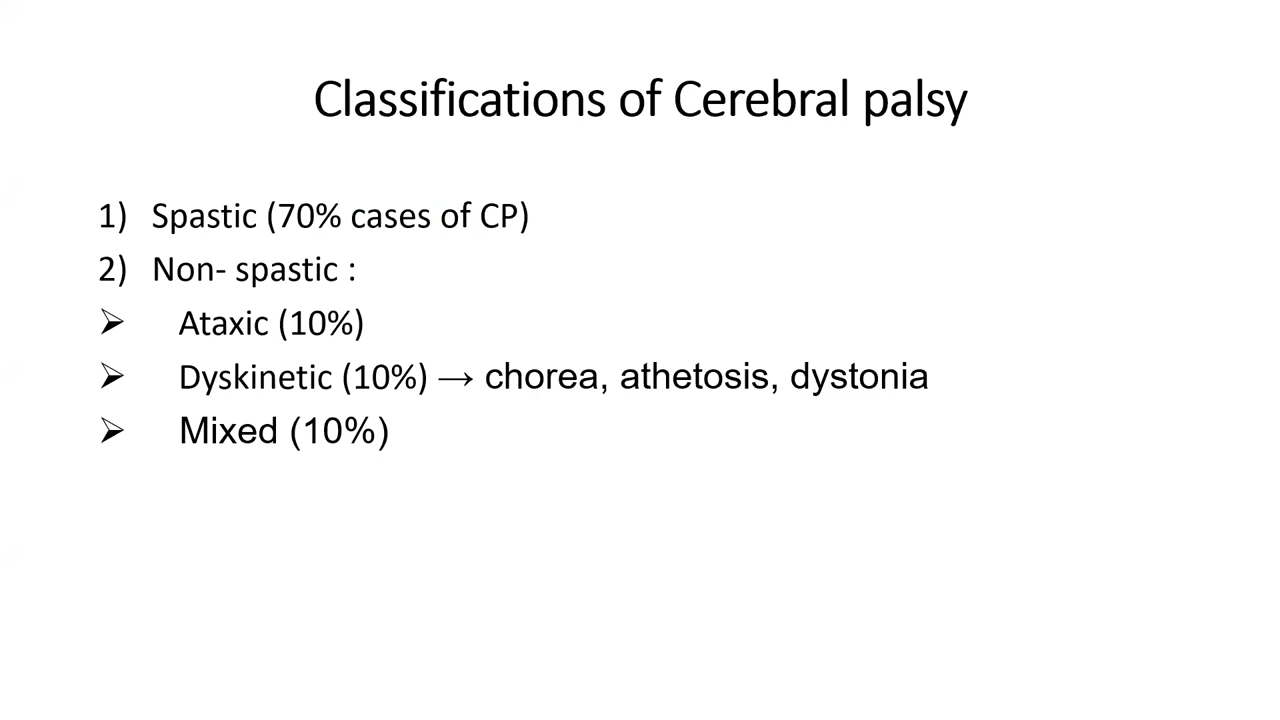 Classifications of Cerebral palsy
1) Spastic (70% cases of CP)
2) Non- spastic :
➢ Ataxic (10%)
➢ Dyskinetic (10%) → chorea, athetosis, dystonia
➢ Mixed (10%)